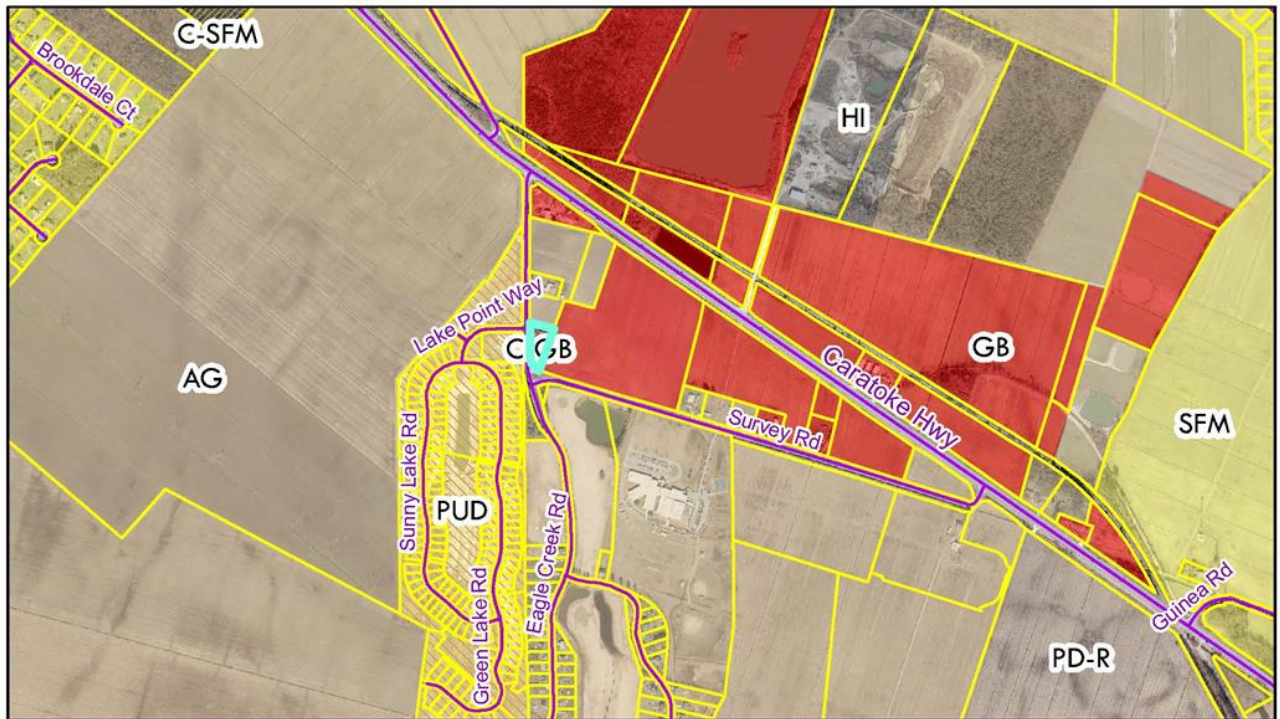 C-SFM
Brookdale Ct
HI
Lake Point Way
C-GB
GB
AG
Caratoke Hwy
Survey Rd
SFM
Sunny Lake Rd
PUD
Eagle Creek Rd
Green Lake Rd
Guinea Rd
PD-R